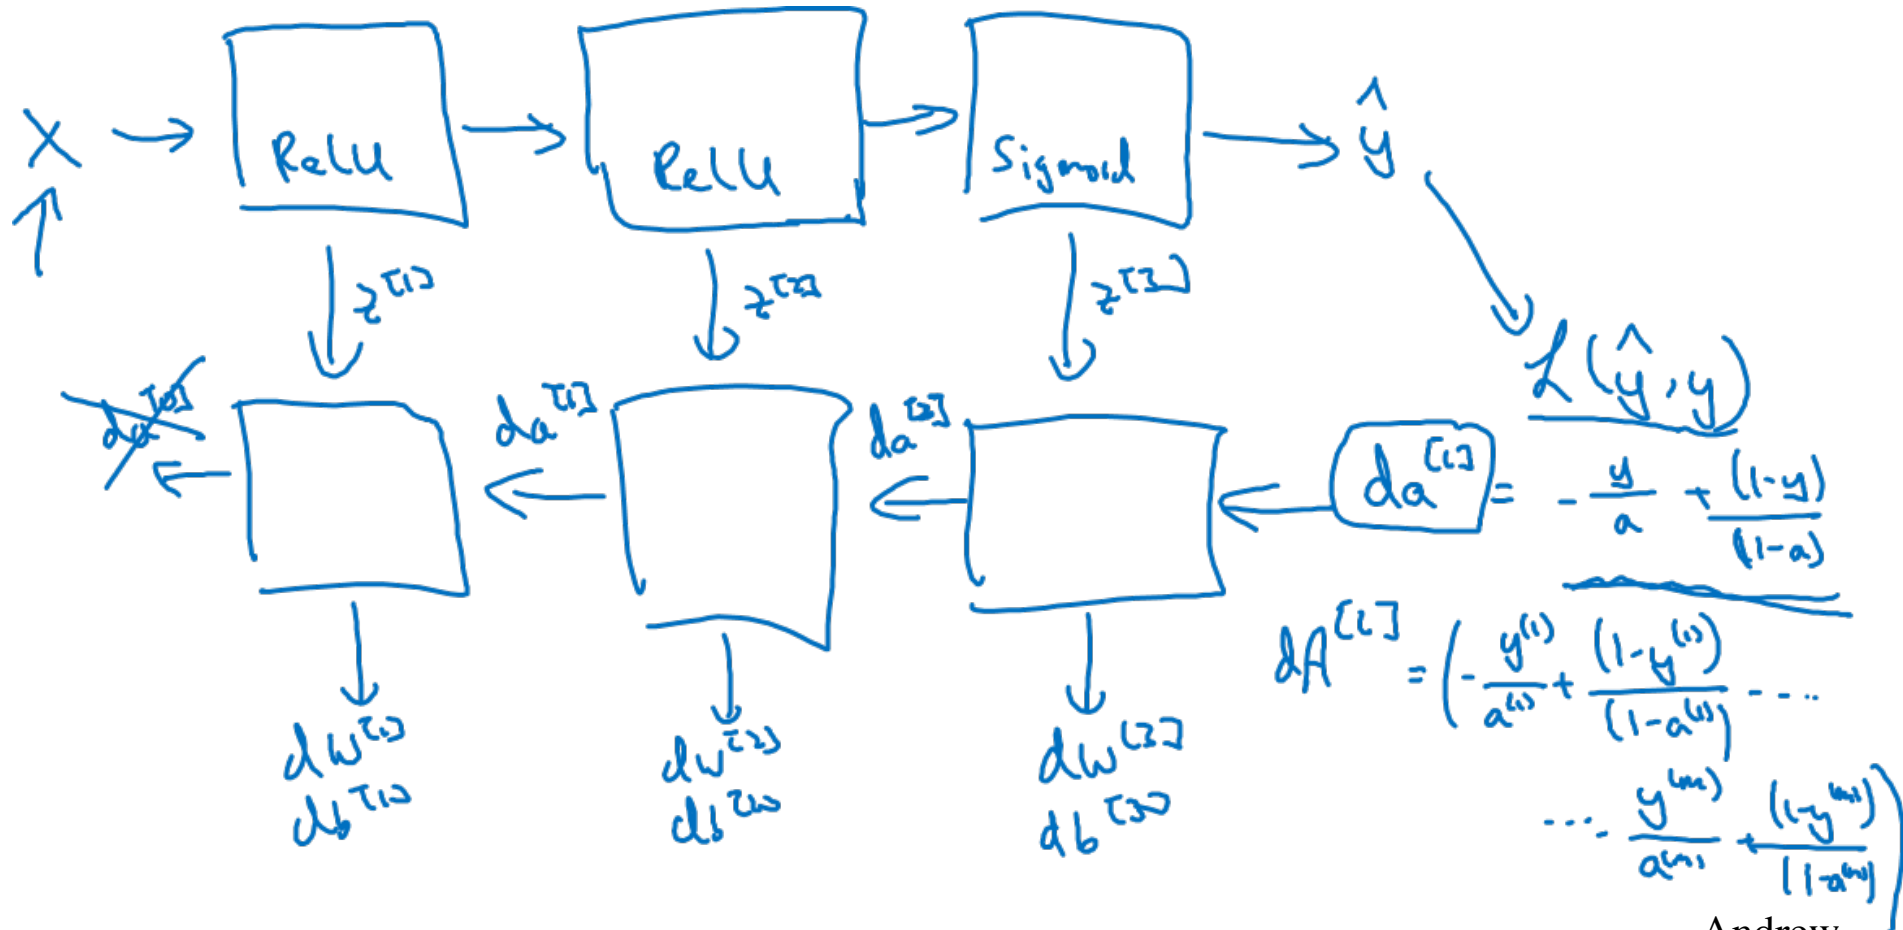 X → ReLU → ReLU → Sigmoid → ŷ
z^[1] z^[2] z^[3]
L(ŷ, y)
da^[0] da^[1] da^[2] da^[l] = - y/a + (1-y)/(1-a)
dA^[l] = (- y^(1)/a^(1) + (1-y^(1))/(1-a^(1)) ....
.... y^(m)/a^(m) + (1-y^(m))/(1-a^(m)))
dw^[1] dw^[2] dw^[3]
db^[1] db^[2] db^[3]
Andrew